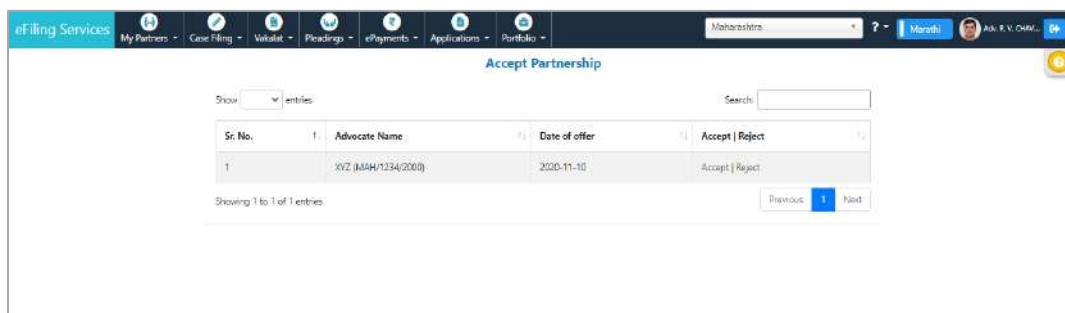 eFiling Services My Partners Case Filing Vakalat Pleadings ePayments Applications Portfolio Maharashtra ? Marathi Adv. R. V. CHAV...
Accept Partnership
Show entries Search:
Sr. No. Advocate Name Date of offer Accept | Reject
1 XYZ (MAH/1234/2000) 2020-11-10 Accept | Reject
Showing 1 to 1 of 1 entries Previous 1 Next